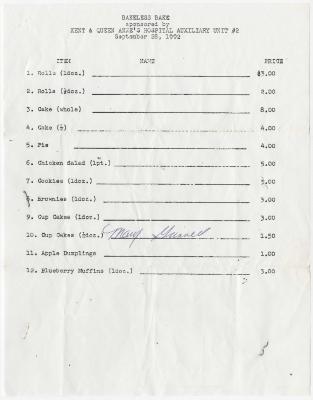 BAKELESS BAKE
sponsored by
KENT & QUEEN ANNE'S HOSPITAL AUXILIARY UNIT #2
September 25, 1992
ITEM NAME PRICE
1. Rolls (1doz.) $3.00
2. Rolls (½doz.) 2.00
3. Cake (whole) 8.00
4. Cake (½) 4.00
5. Pie 4.00
6. Chicken Salad (1pt.) 5.00
7. Cookies (1doz.) 3.00
8. Brownies (1doz.) 3.00
9. Cup Cakes (1doz.) 3.00
10. Cup Cakes (½doz.) Mary 1.50
11. Apple Dumplings 1.00
12. Blueberry Muffins (1doz.) 3.00